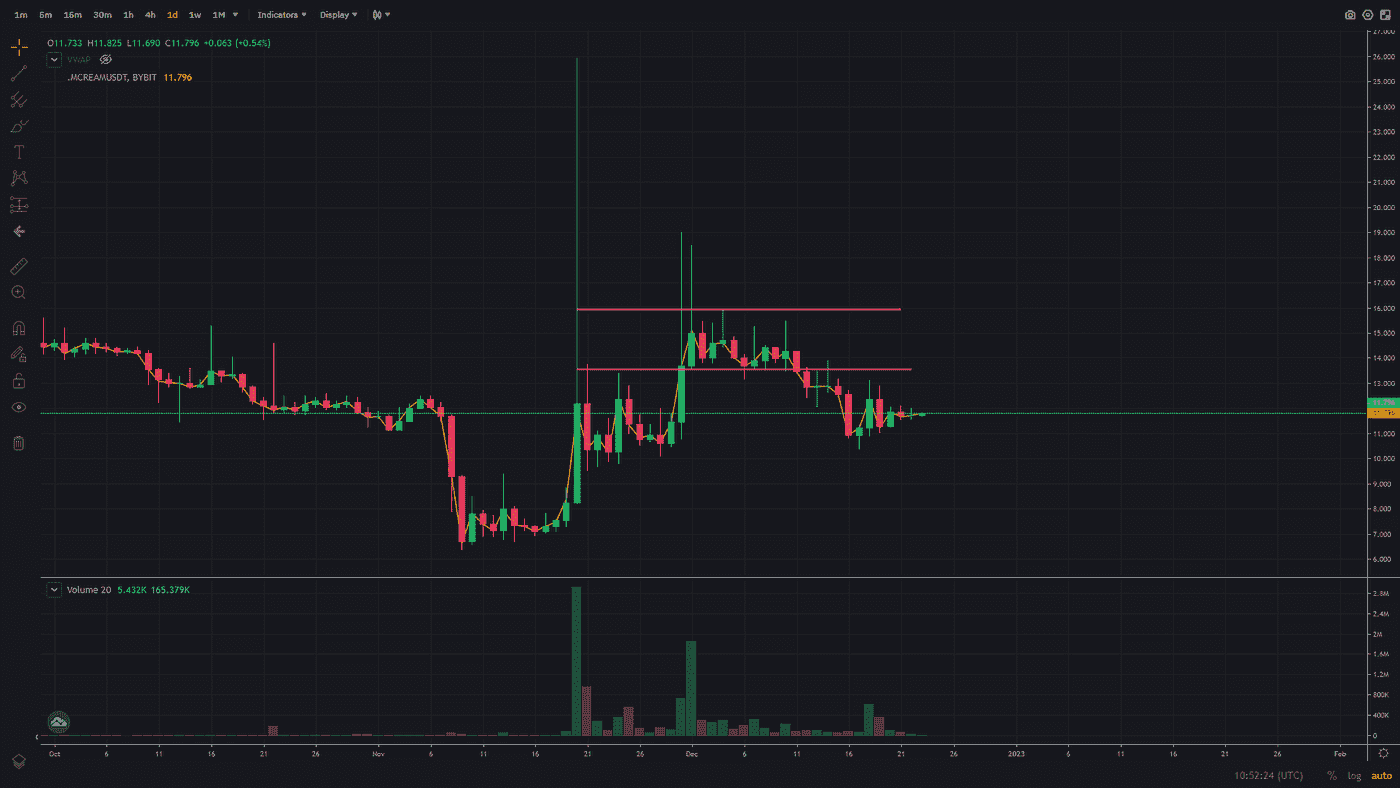 1m 5m 15m 30m 1h 4h 1d 1w 1M Indicators Display
O11.733 H11.825 L11.690 C11.796 +0.063 (+0.54%)
VWAP
.MCREAMUSDT, BYBIT 11.796
27.000
26.000
25.000
24.000
23.000
22.000
21.000
20.000
19.000
18.000
17.000
16.000
15.000
14.000
13.000
11.796
11.000
10.000
9.000
8.000
7.000
6.000
Volume 20 5.432K 165.379K
2.8M
2.4M
2M
1.6M
1.2M
800K
400K
0
Oct 6 11 16 21 26 Nov 6 11 16 21 26 Dec 6 11 16 21 26 2023 6 11 16 21 26 Feb
10:52:24 (UTC) % log auto